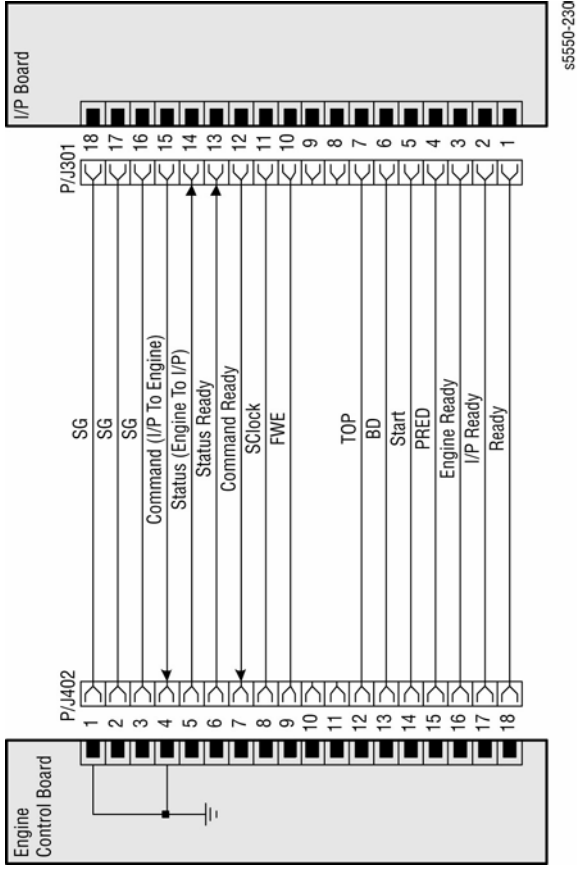 Engine
Control Board
I/P Board
P/J402
P/J301
1 SG 18
2 SG 17
3 SG 16
4 Command (I/P To Engine) 15
5 Status (Engine To I/P) 14
6 Status Ready 13
7 Command Ready 12
8 SClock 11
9 FWE 10
10 9
11 8
12 TOP 7
13 BD 6
14 Start 5
15 PRED 4
16 Engine Ready 3
17 I/P Ready 2
18 Ready 1
s5550-230